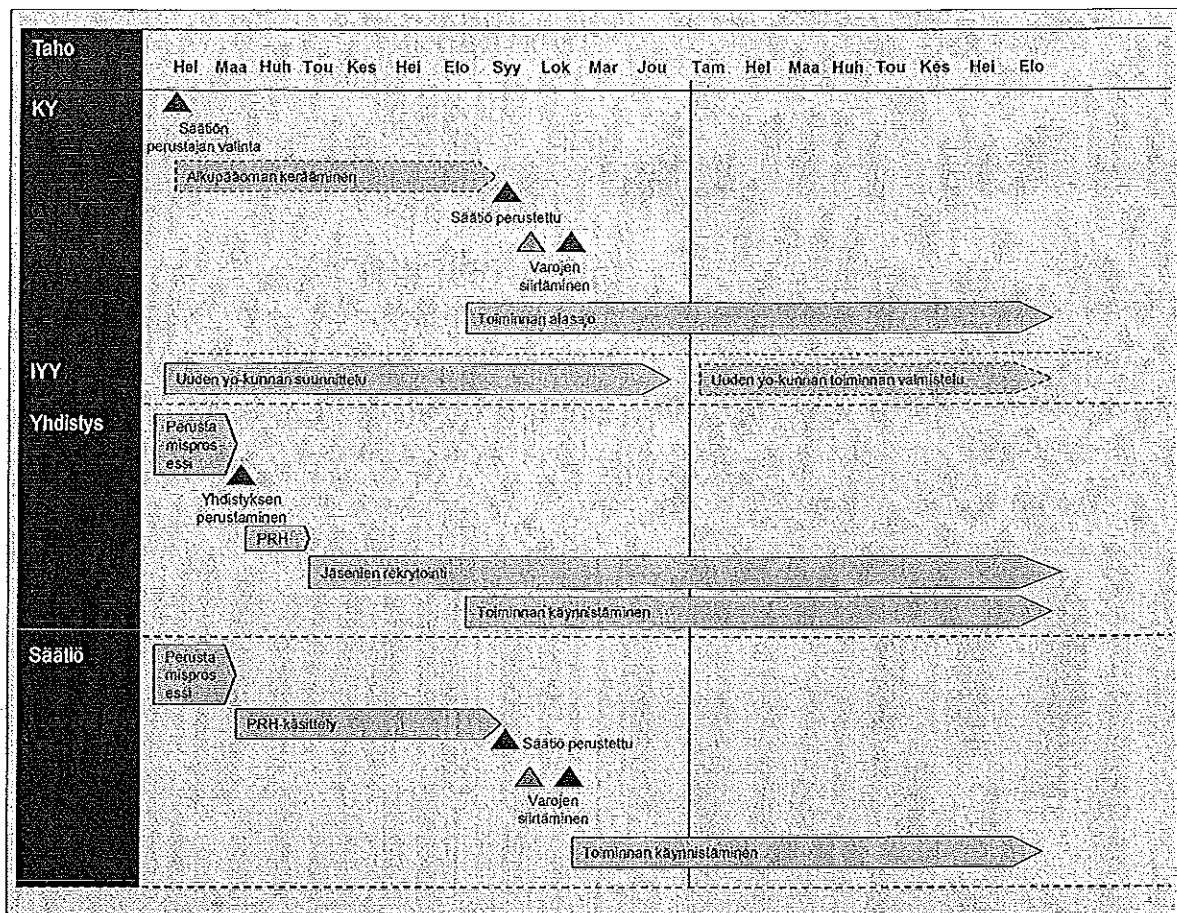 Taho
Hel Maa Huh Tou Kes Hei Elo Syy Lok Mar Jou Tam Hel Maa Huh Tou Kes Hei Elo
KY
Säätiön
perustajan valinta
Alkupääoman kerääminen
Säätiö perustettu
Varojen
siirtäminen
Toiminnan alasajo
IYY
Uuden yo-kunnan suunnittelu
Uuden yo-kunnan toiminnan valmistelu
Yhdistys
Perusta
mispros
essi
Yhdistyksen
perustaminen
PRH
Jäsenien rekrytointi
Toiminnan käynnistäminen
Säätiö
Perusta
mispros
essi
PRH-käsittely
Säätiö perustettu
Varojen
siirtäminen
Toiminnan käynnistäminen